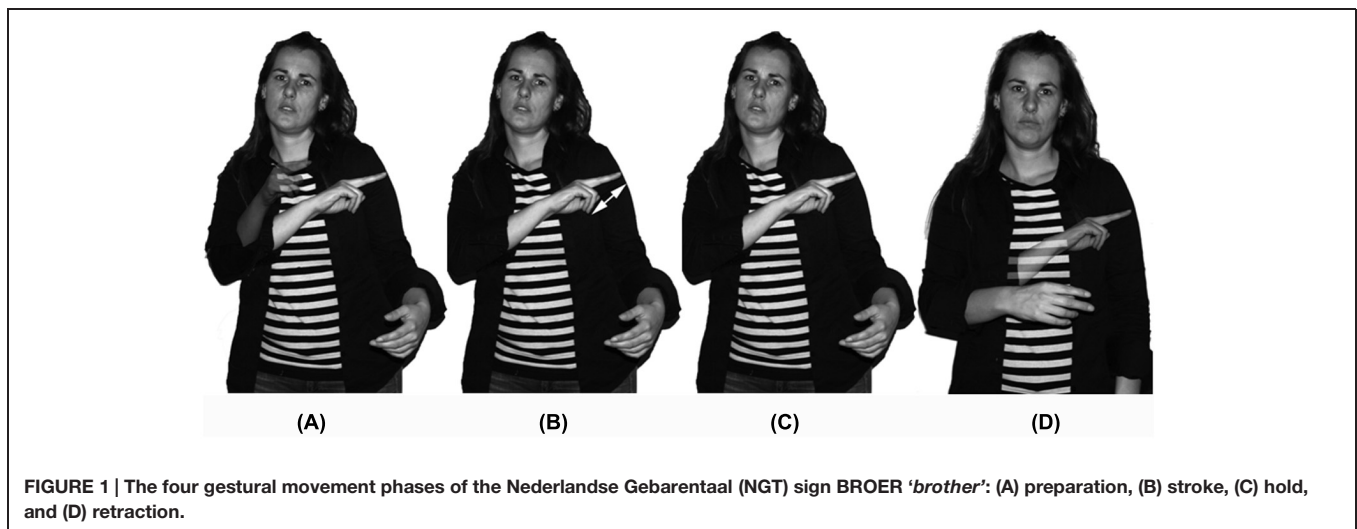 (A) (B) (C) (D)
FIGURE 1 | The four gestural movement phases of the Nederlandse Gebarentaal (NGT) sign BROER ‘brother’: (A) preparation, (B) stroke, (C) hold,
and (D) retraction.